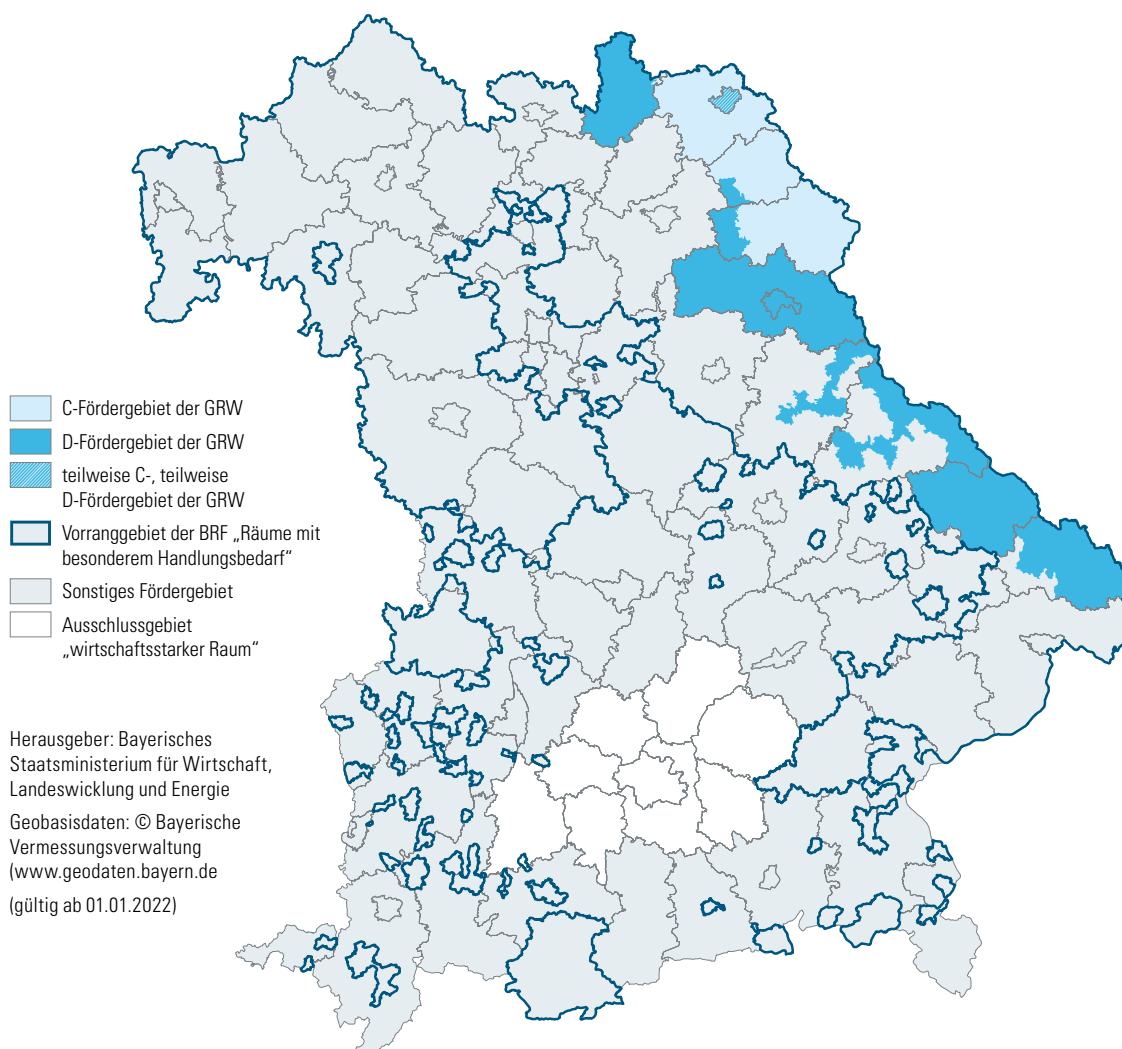 C-Fördergebiet der GRW
D-Fördergebiet der GRW
teilweise C-, teilweise
D-Fördergebiet der GRW
Vorranggebiet der BRF „Räume mit
besonderem Handlungsbedarf“
Sonstiges Fördergebiet
Ausschlussgebiet
„wirtschaftsstarker Raum“
Herausgeber: Bayerisches
Staatsministerium für Wirtschaft,
Landeswicklung und Energie
Geobasisdaten: © Bayerische
Vermessungsverwaltung
(www.geodaten.bayern.de
(gültig ab 01.01.2022)